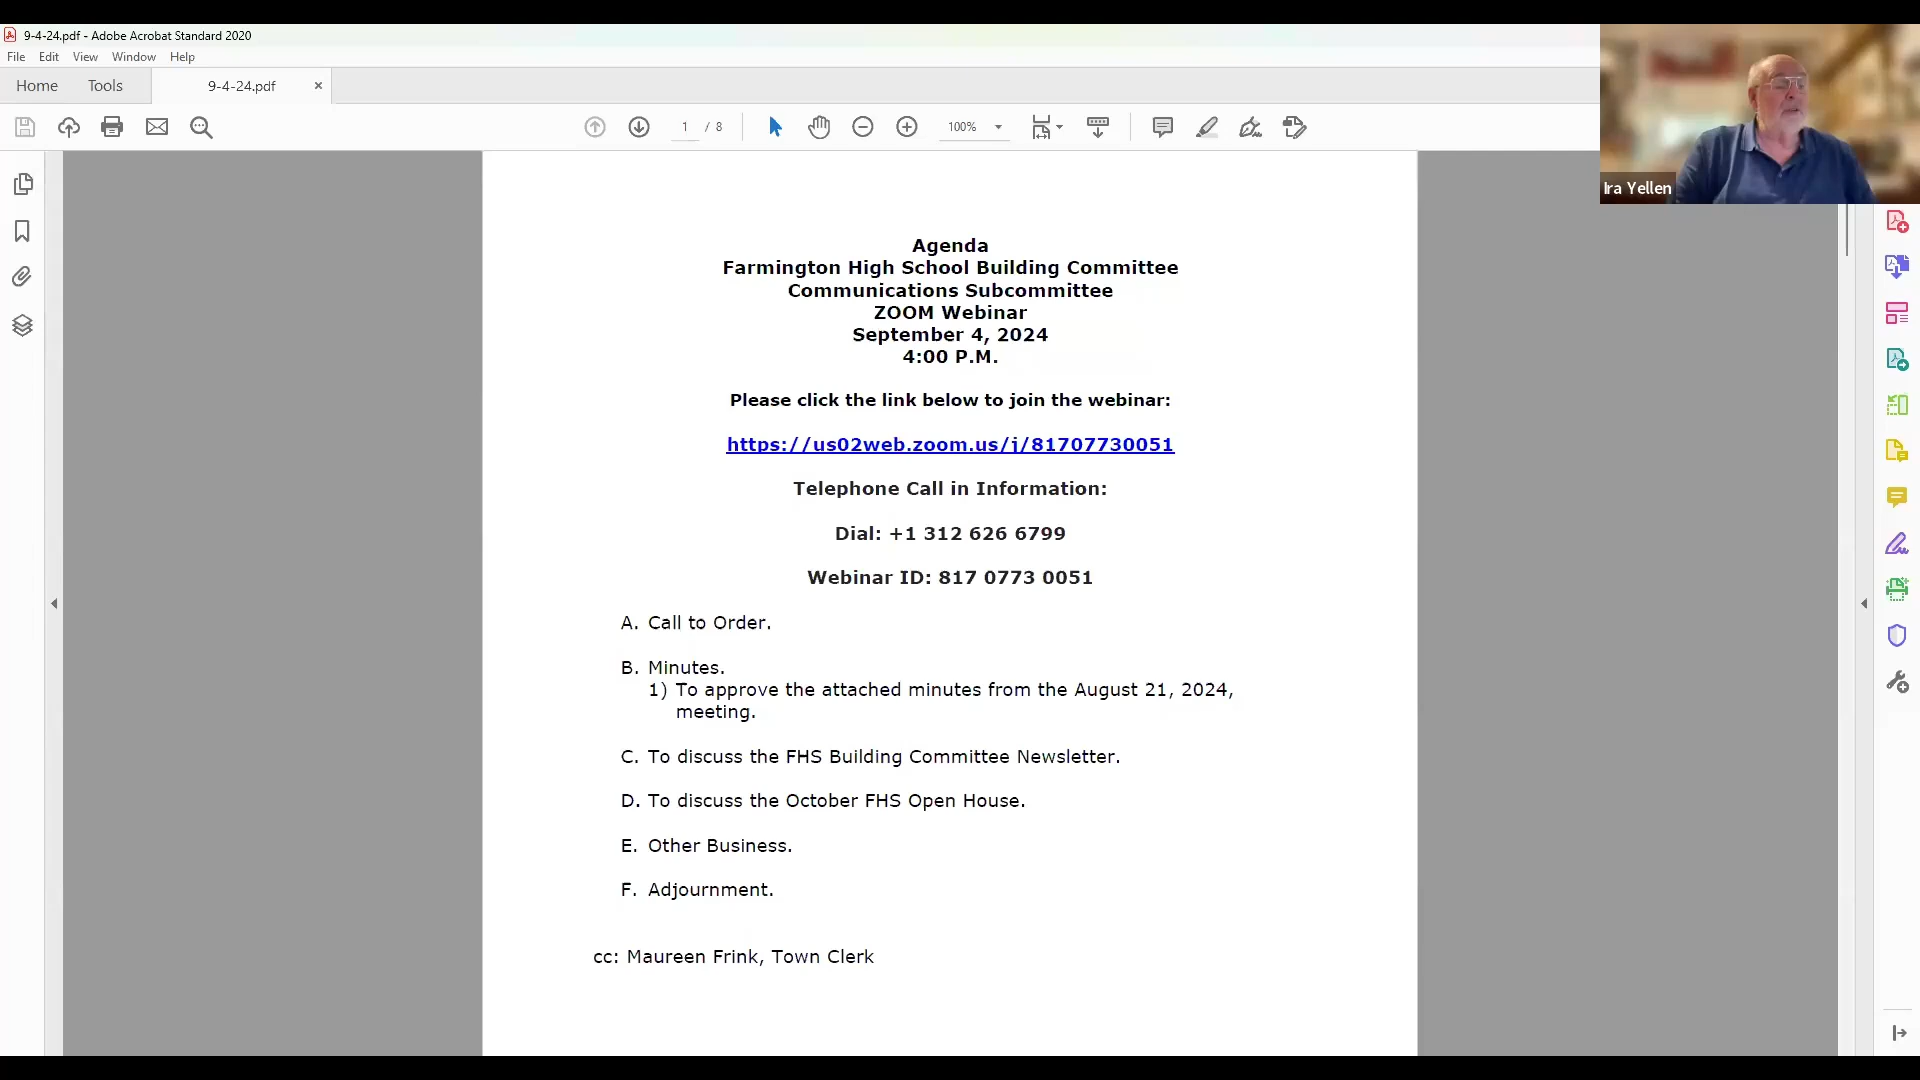 9-4-24.pdf - Adobe Acrobat Standard 2020
File Edit View Window Help
Home Tools 9-4-24.pdf ×
1 / 8 100%
Ira Yellen
Agenda
Farmington High School Building Committee
Communications Subcommittee
ZOOM Webinar
September 4, 2024
4:00 P.M.
Please click the link below to join the webinar:
https://us02web.zoom.us/j/81707730051
Telephone Call in Information:
Dial: +1 312 626 6799
Webinar ID: 817 0773 0051
A. Call to Order.
B. Minutes.
1) To approve the attached minutes from the August 21, 2024,
meeting.
C. To discuss the FHS Building Committee Newsletter.
D. To discuss the October FHS Open House.
E. Other Business.
F. Adjournment.
cc: Maureen Frink, Town Clerk